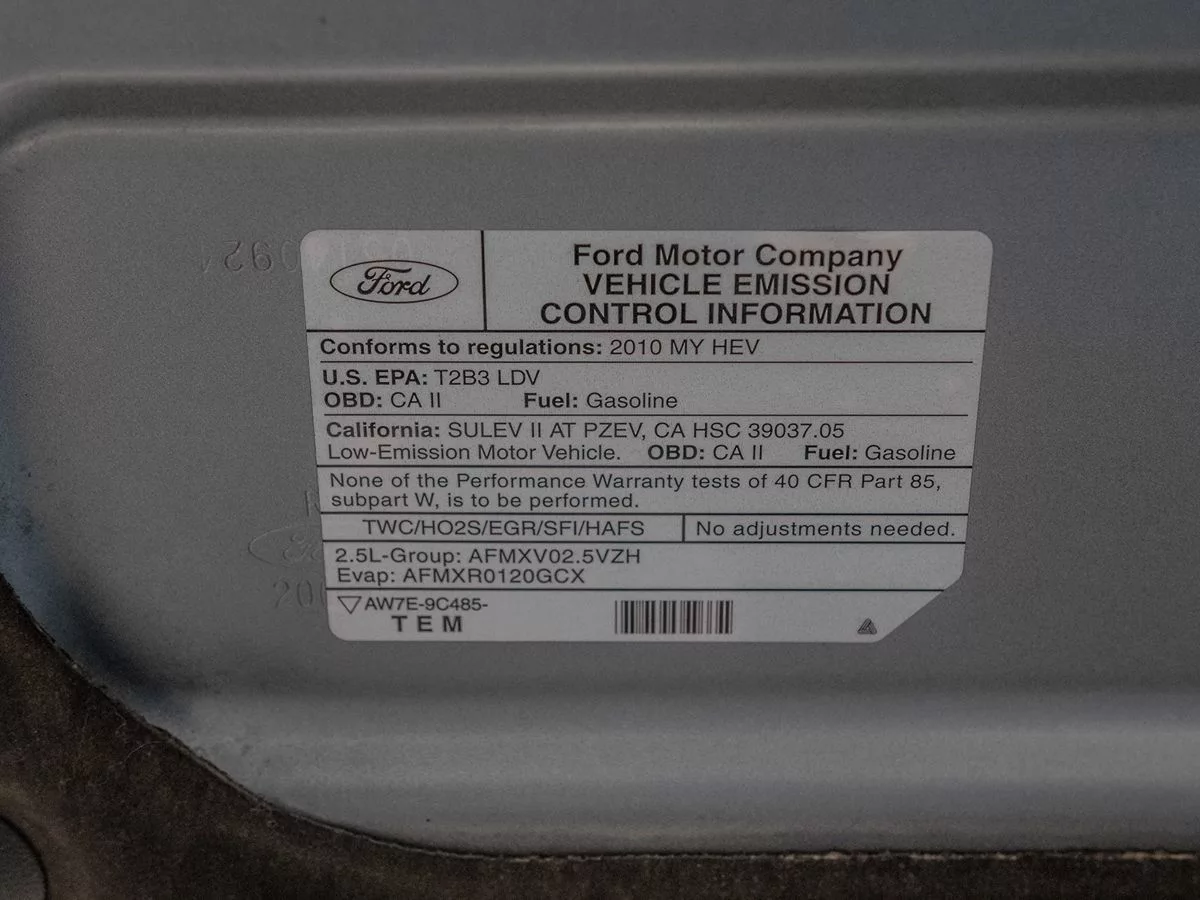 Ford
Ford Motor Company
VEHICLE EMISSION
CONTROL INFORMATION
Conforms to regulations: 2010 MY HEV
U.S. EPA: T2B3 LDV
OBD: CA II Fuel: Gasoline
California: SULEV II AT PZEV, CA HSC 39037.05
Low-Emission Motor Vehicle. OBD: CA II Fuel: Gasoline
None of the Performance Warranty tests of 40 CFR Part 85,
subpart W, is to be performed.
TWC/HO2S/EGR/SFI/HAFS No adjustments needed.
2.5L-Group: AFMXV02.5VZH
Evap: AFMXR0120GCX
AW7E-9C485-
TEM